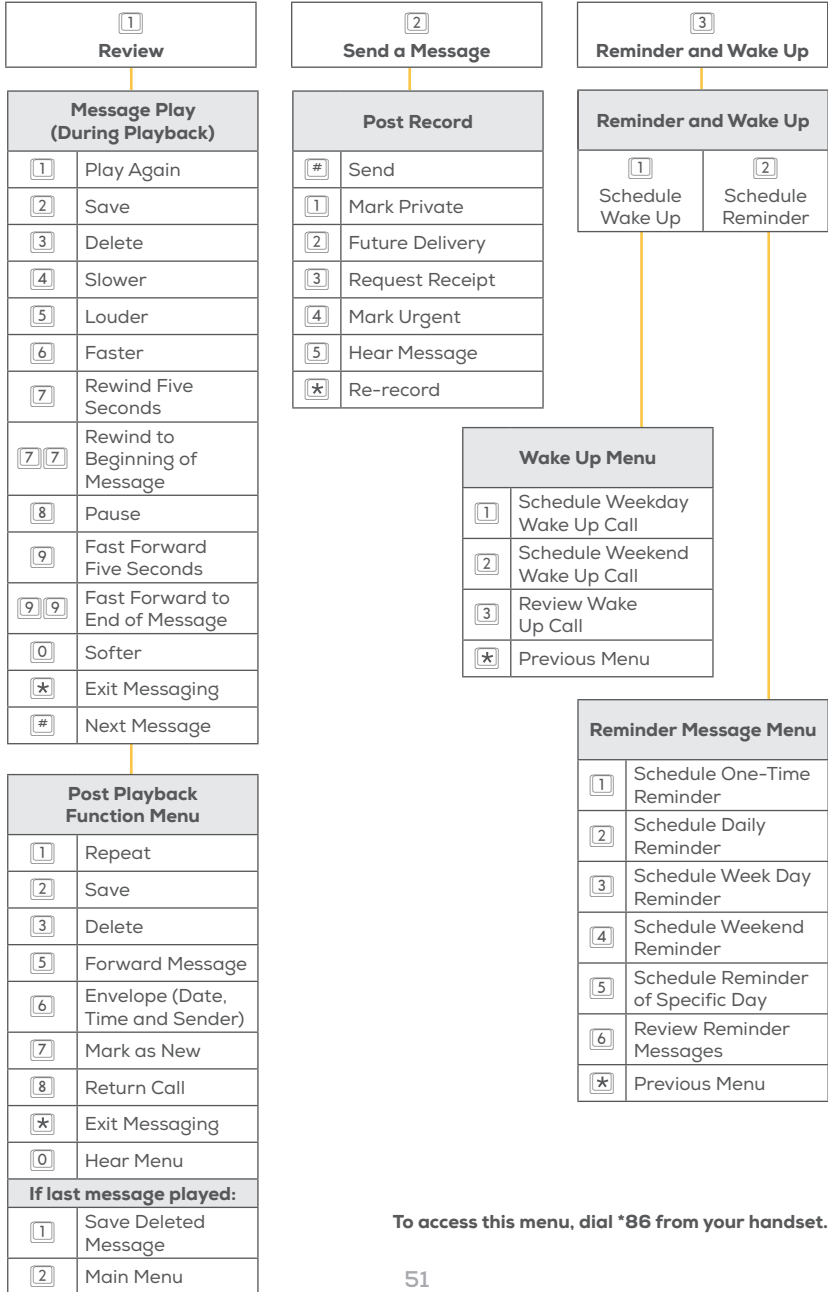 1
Review
Message Play
(During Playback)
1 Play Again
2 Save
3 Delete
4 Slower
5 Louder
6 Faster
7 Rewind Five
Seconds
7 7 Rewind to
Beginning of
Message
8 Pause
9 Fast Forward
Five Seconds
9 9 Fast Forward to
End of Message
0 Softer
* Exit Messaging
# Next Message
Post Playback
Function Menu
1 Repeat
2 Save
3 Delete
5 Forward Message
6 Envelope (Date,
Time and Sender)
7 Mark as New
8 Return Call
* Exit Messaging
0 Hear Menu
If last message played:
1 Save Deleted
Message
2 Main Menu
2
Send a Message
Post Record
# Send
1 Mark Private
2 Future Delivery
3 Request Receipt
4 Mark Urgent
5 Hear Message
* Re-record
3
Reminder and Wake Up
Reminder and Wake Up
1
Schedule
Wake Up
2
Schedule
Reminder
Wake Up Menu
1 Schedule Weekday
Wake Up Call
2 Schedule Weekend
Wake Up Call
3 Review Wake
Up Call
* Previous Menu
Reminder Message Menu
1 Schedule One-Time
Reminder
2 Schedule Daily
Reminder
3 Schedule Week Day
Reminder
4 Schedule Weekend
Reminder
5 Schedule Reminder
of Specific Day
6 Review Reminder
Messages
* Previous Menu
To access this menu, dial *86 from your handset.
51